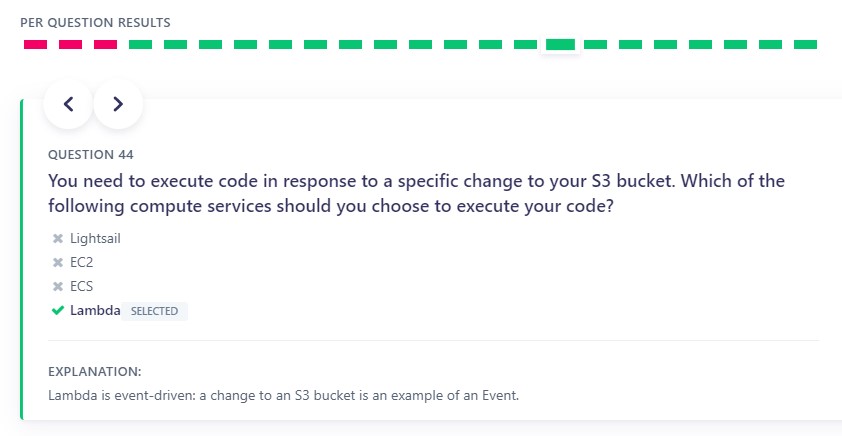 PER QUESTION RESULTS
QUESTION 44
You need to execute code in response to a specific change to your S3 bucket. Which of the
following compute services should you choose to execute your code?
Lightsail
EC2
ECS
Lambda SELECTED
EXPLANATION:
Lambda is event-driven: a change to an S3 bucket is an example of an Event.